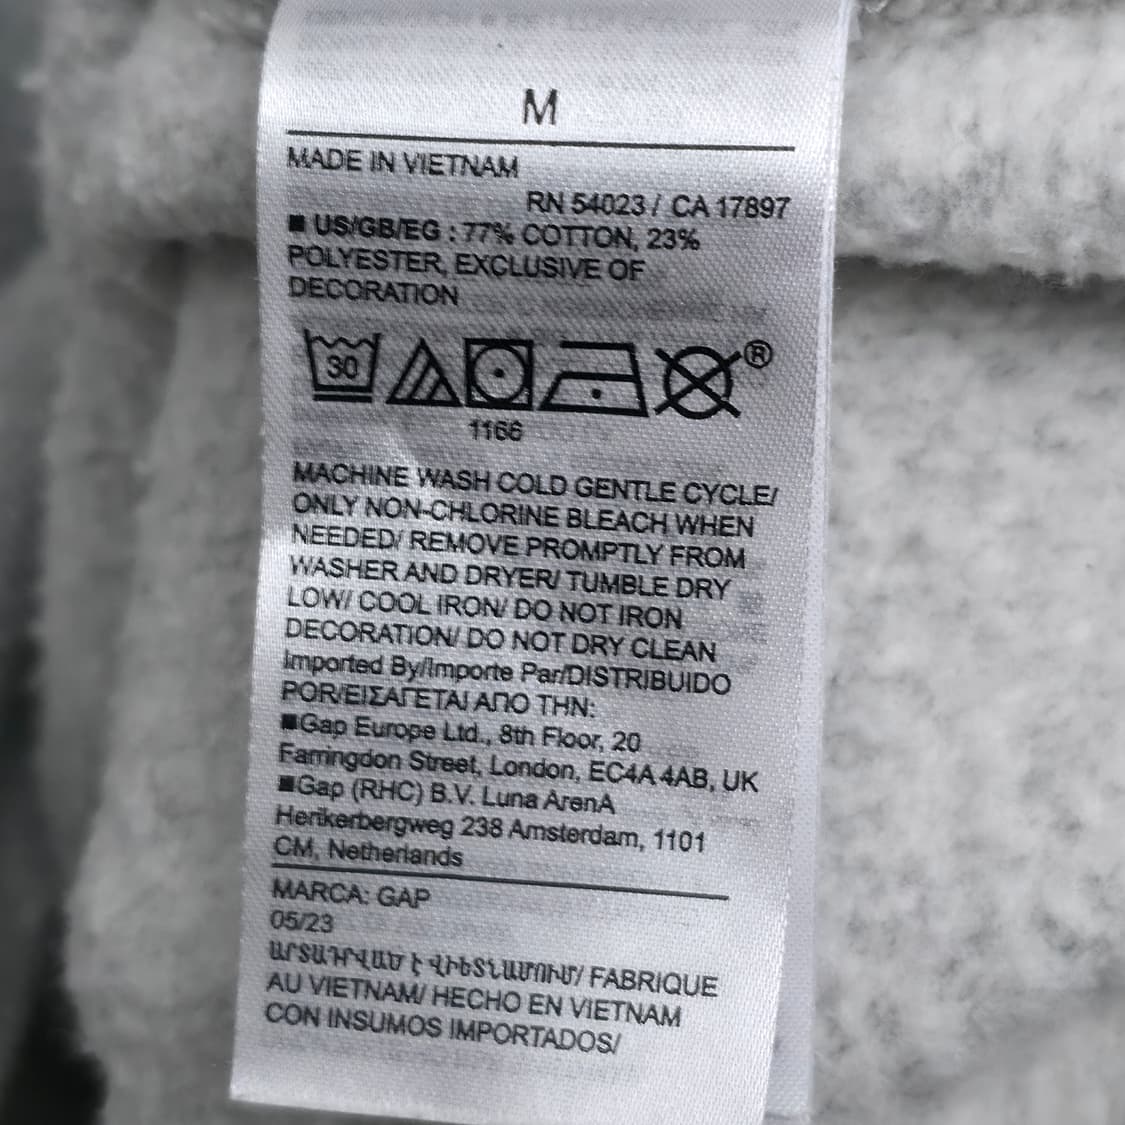 M
MADE IN VIETNAM
RN 54023 / CA 17897
■ US/GB/EG : 77% COTTON, 23%
POLYESTER, EXCLUSIVE OF
DECORATION
30
®
1166
MACHINE WASH COLD GENTLE CYCLE/
ONLY NON-CHLORINE BLEACH WHEN
NEEDED/ REMOVE PROMPTLY FROM
WASHER AND DRYER/ TUMBLE DRY
LOW/ COOL IRON/ DO NOT IRON
DECORATION/ DO NOT DRY CLEAN
Imported By/Importe Par/DISTRIBUIDO
POR/ΕΙΣΑΓΕΤΑΙ ΑΠΟ ΤΗΝ:
■Gap Europe Ltd., 8th Floor, 20
Farringdon Street, London, EC4A 4AB, UK
■Gap (RHC) B.V. Luna ArenA
Herikerbergweg 238 Amsterdam, 1101
CM, Netherlands
MARCA: GAP
05/23
ԱՐՏԱԴՐՎԱԾ Է ՎԻԵՏՆԱՄՈՒՄ/ FABRIQUE
AU VIETNAM/ HECHO EN VIETNAM
CON INSUMOS IMPORTADOS/